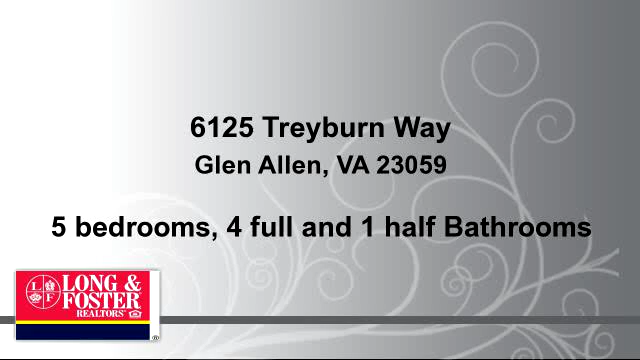 6125 Treyburn Way
Glen Allen, VA 23059
5 bedrooms, 4 full and 1 half Bathrooms
L F
LONG &
FOSTER
REALTORS
®